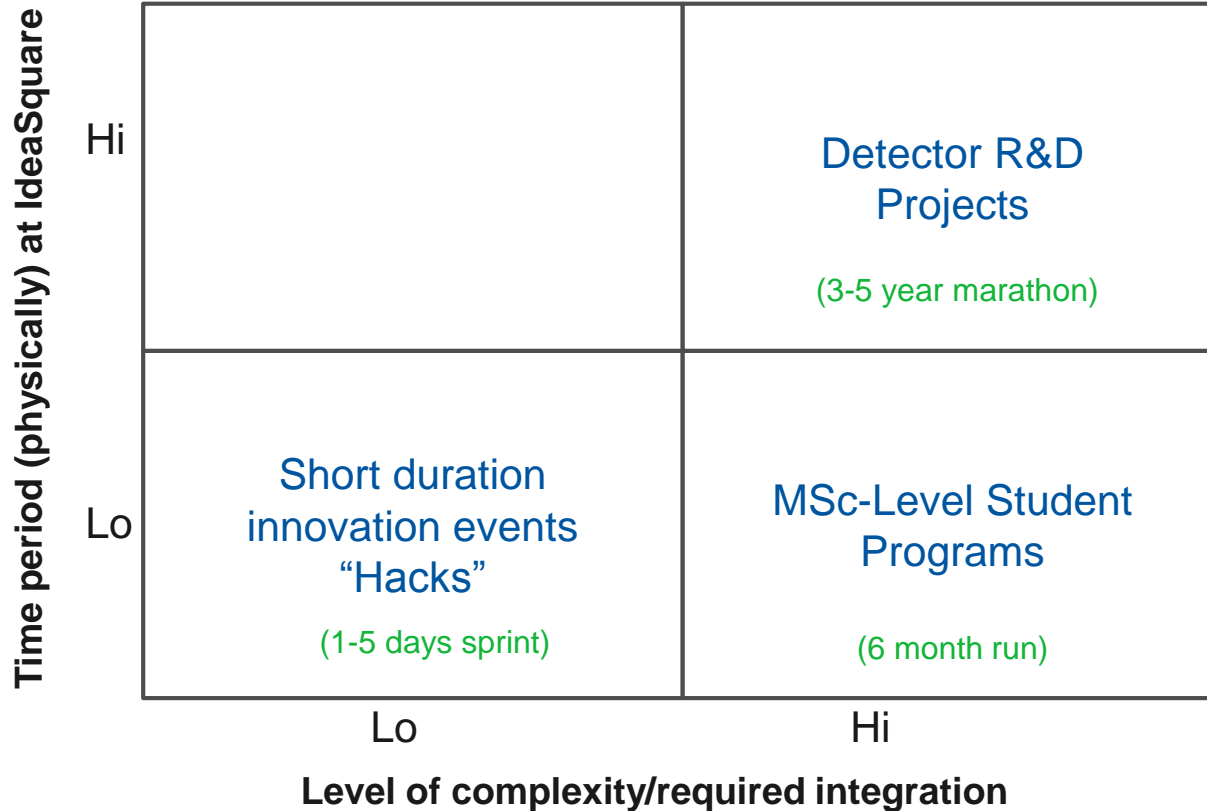 Time period (physically) at IdeaSquare
Hi
Detector R&D
Projects
(3-5 year marathon)
Lo
Short duration
innovation events
“Hacks”
(1-5 days sprint)
MSc-Level Student
Programs
(6 month run)
Lo
Hi
Level of complexity/required integration